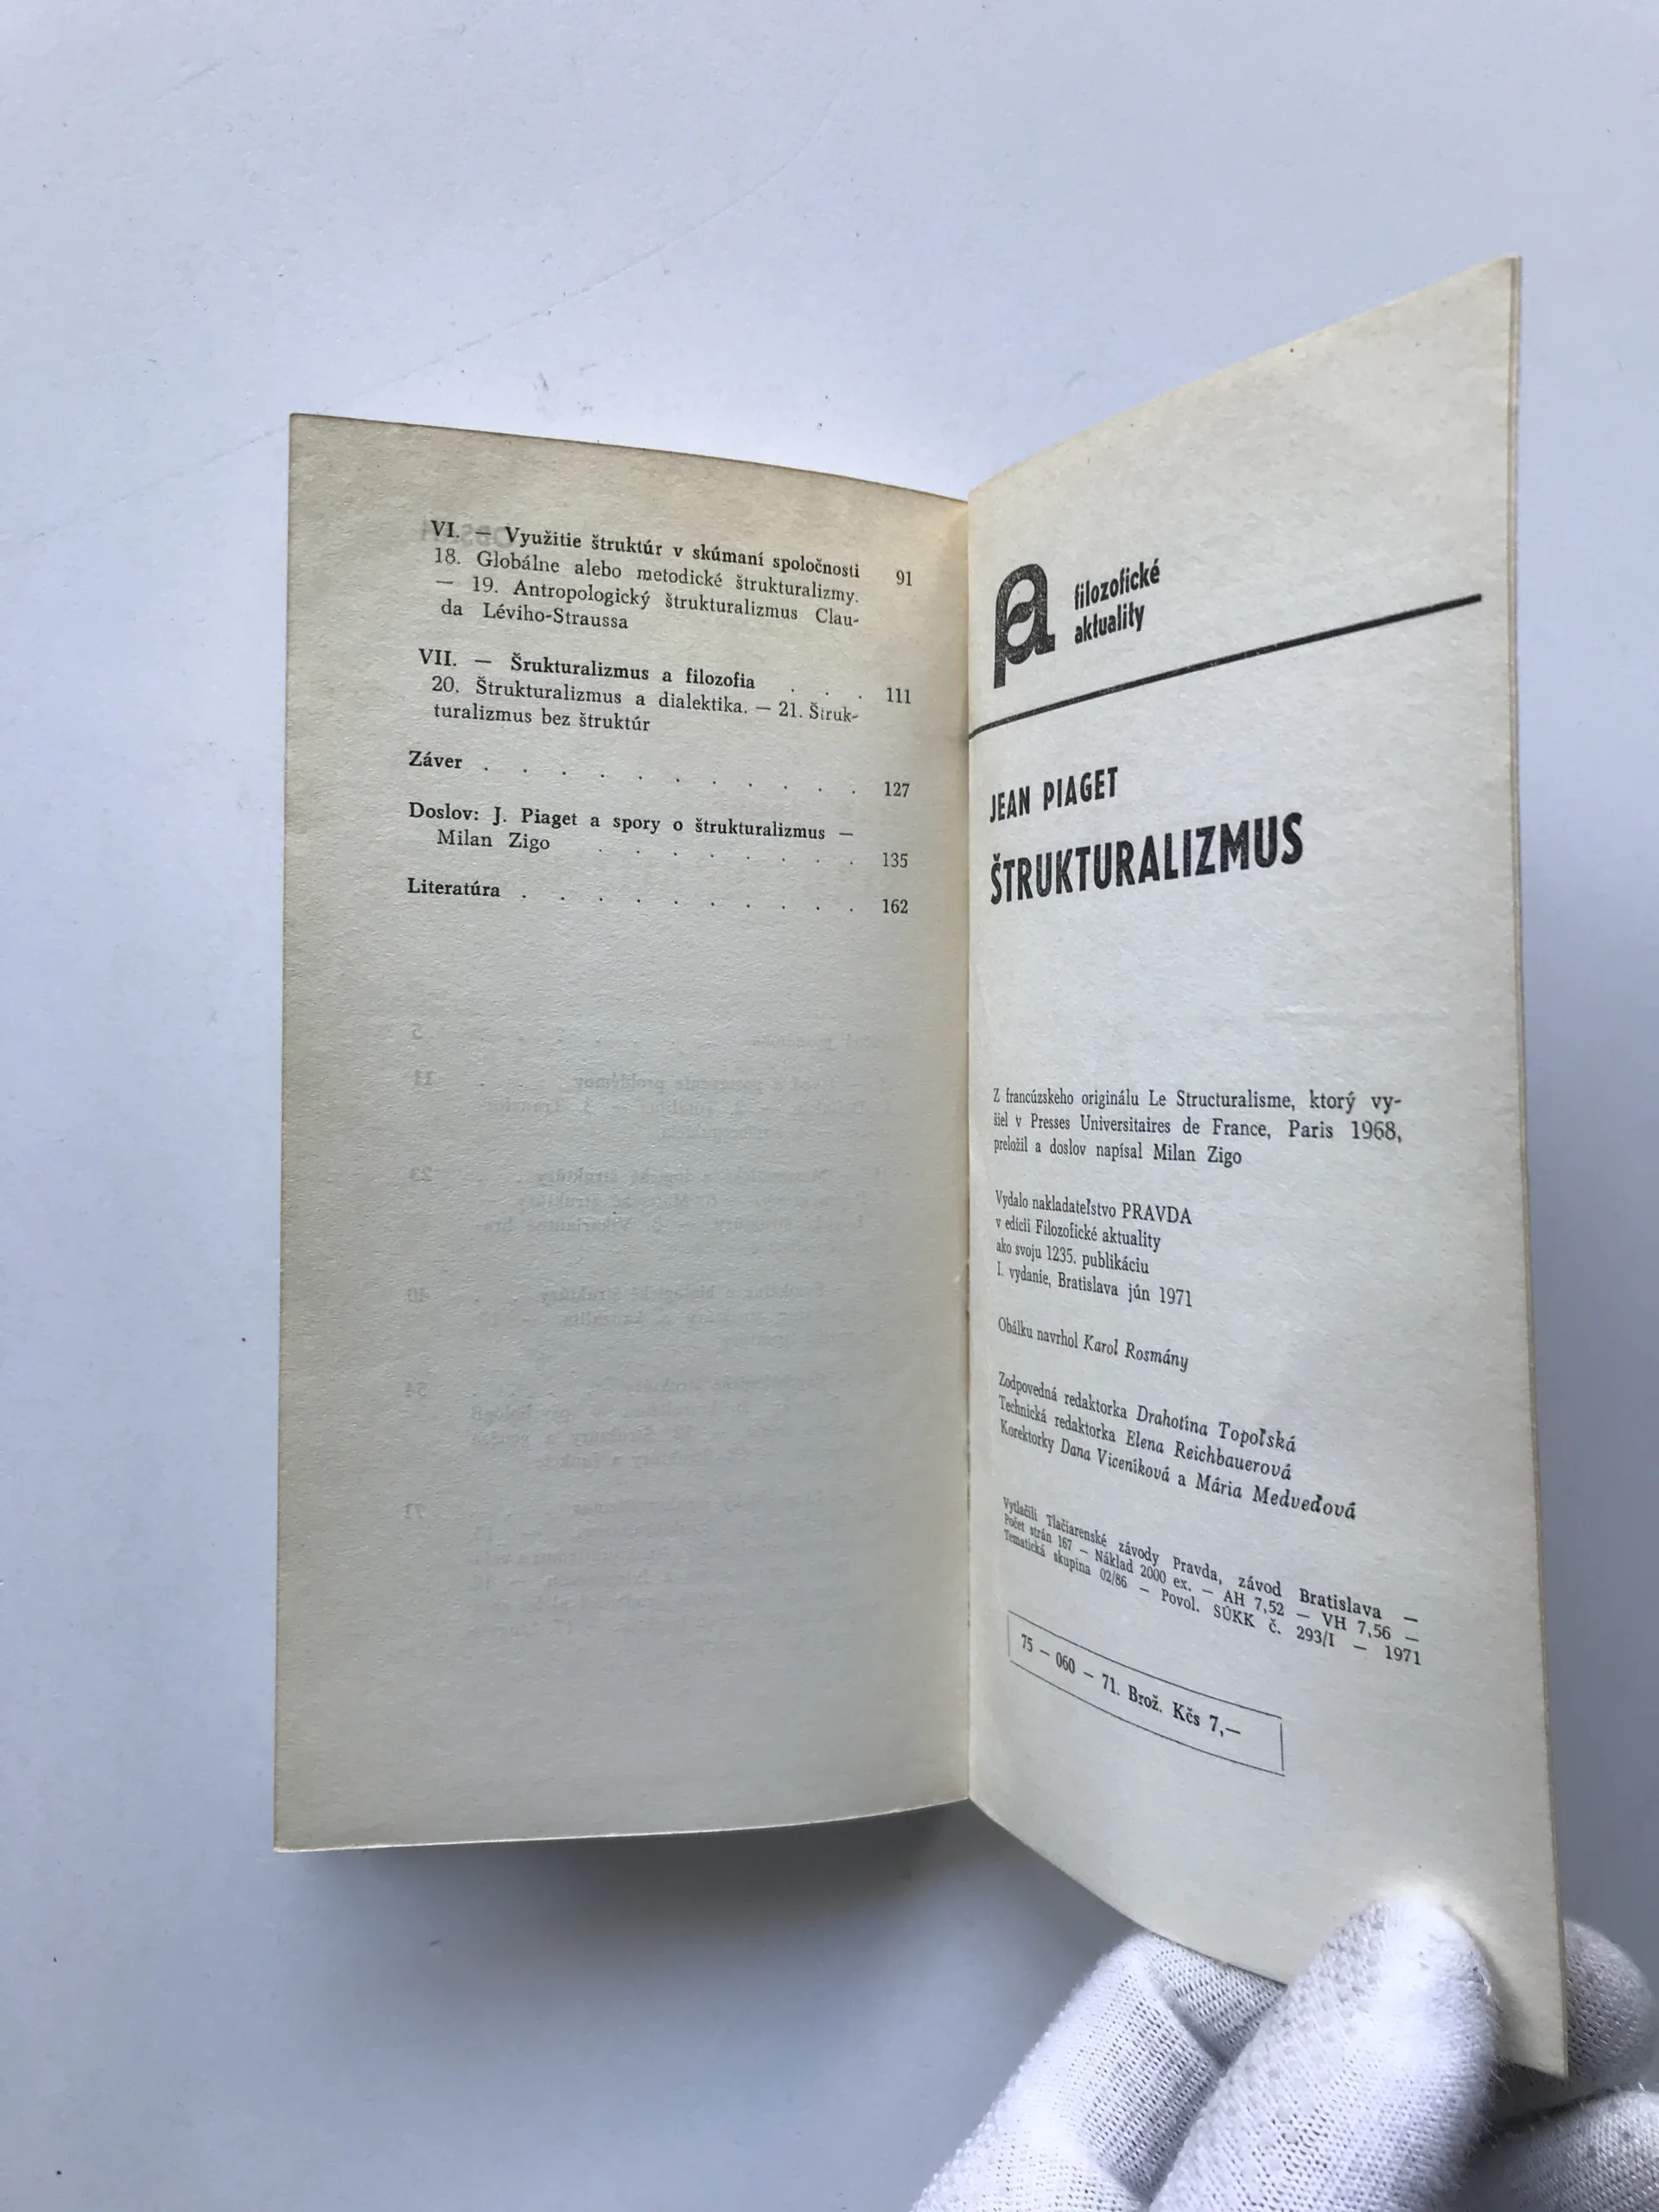 VI. — Využitie štruktúr v skúmaní spoločnosti 91
18. Globálne alebo metodické štrukturalizmy.
— 19. Antropologický štrukturalizmus Clau-
da Léviho-Straussa
VII. — Šrukturalizmus a filozofia . . . 111
20. Štrukturalizmus a dialektika. — 21. Štruk-
turalizmus bez štruktúr
Záver . . . . . . . . . . . 127
Doslov: J. Piaget a spory o štrukturalizmus —
Milan Zigo . . . . . . . . 135
Literatúra . . . . . . . . . . 162
filozofické
aktuality
JEAN PIAGET
ŠTRUKTURALIZMUS
Z francúzskeho originálu Le Structuralisme, ktorý vy-
šiel v Presses Universitaires de France, Paris 1968,
preložil a doslov napísal Milan Zigo
Vydalo nakladateľstvo PRAVDA
v edícii Filozofické aktuality
ako svoju 1235. publikáciu
I. vydanie, Bratislava jún 1971
Obálku navrhol Karol Rosmány
Zodpovedná redaktorka Drahotína Topoľská
Technická redaktorka Elena Reichbauerová
Korektorky Dana Viceníková a Mária Medveďová
Vytlačili Tlačiarenské závody Pravda, závod Bratislava —
Počet strán 167 — Náklad 2000 ex. — AH 7,52 — VH 7,56 —
Tematická skupina 02/86 — Povol. SÚKK č. 293/I — 1971
75 — 060 — 71. Brož. Kčs 7,—